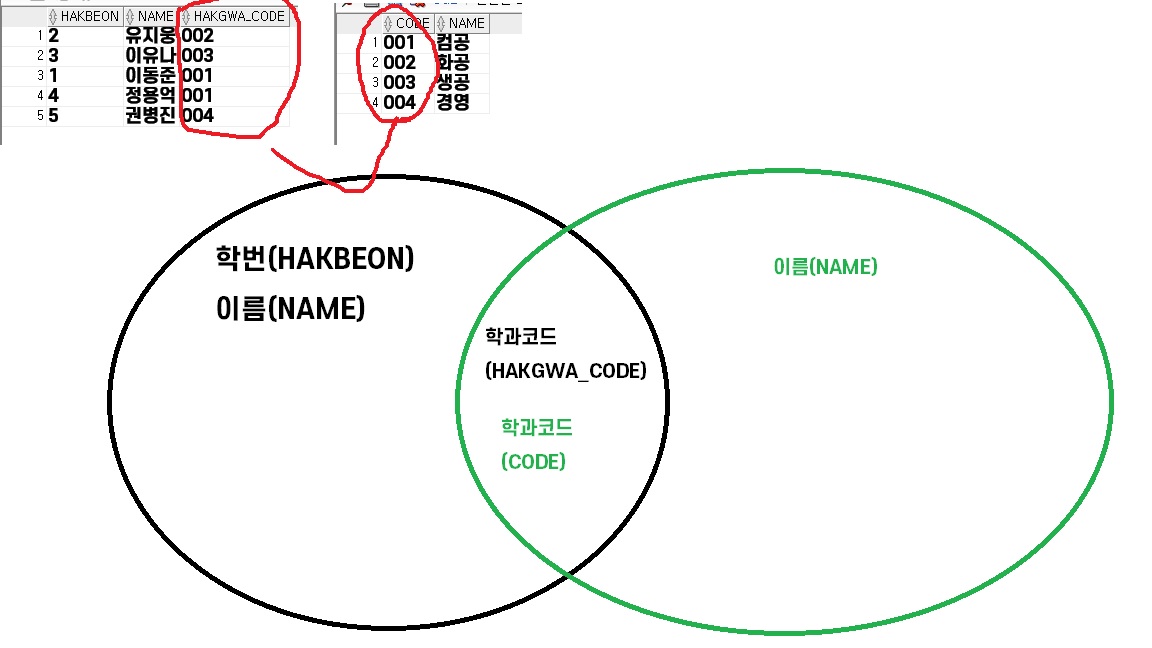 HAKBEON NAME HAKGWA_CODE
1 2 유지웅 002
2 3 이유나 003
3 1 이동준 001
4 4 정용억 001
5 5 권병진 004
CODE NAME
1 001 컴공
2 002 화공
3 003 생공
4 004 경영
학번(HAKBEON)
이름(NAME)
학과코드
(HAKGWA_CODE)
학과코드
(CODE)
이름(NAME)